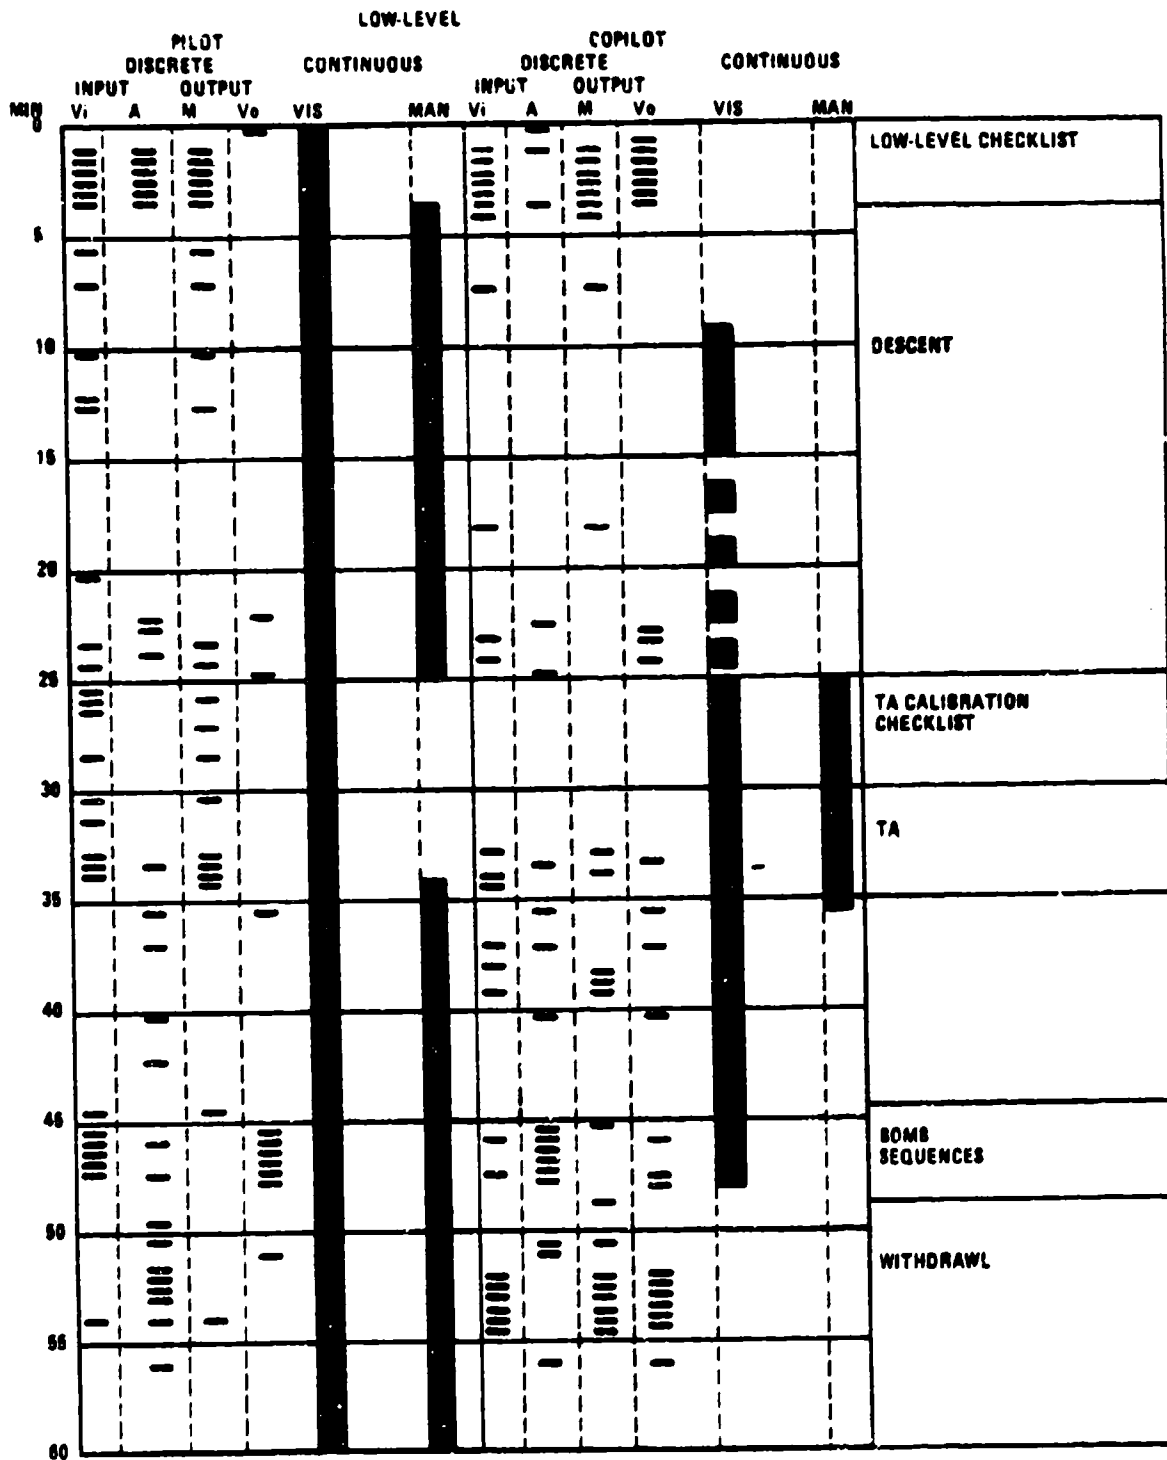 LOW-LEVEL
PILOT COPILOT
DISCRETE CONTINUOUS DISCRETE CONTINUOUS
INPUT OUTPUT INPUT OUTPUT
MIN Vi A M Vo VIS MAN Vi A M Vo VIS MAN
0
LOW-LEVEL CHECKLIST
5
10 DESCENT
15
20
25
TA CALIBRATION
CHECKLIST
30
TA
35
40
45
BOMB
SEQUENCES
50
WITHDRAWL
55
60